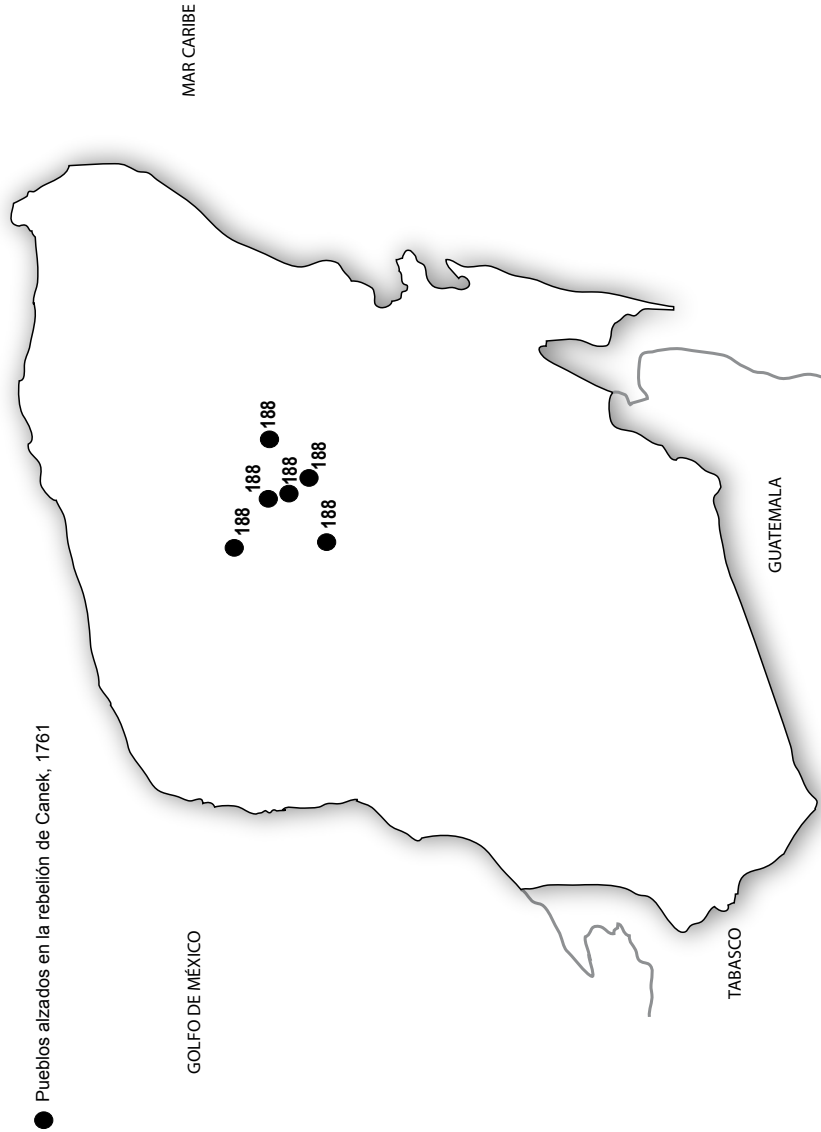 Pueblos alzados en la rebelión de Canek, 1761
GOLFO DE MÉXICO
MAR CARIBE
188
188
188
188
188
188
TABASCO
GUATEMALA